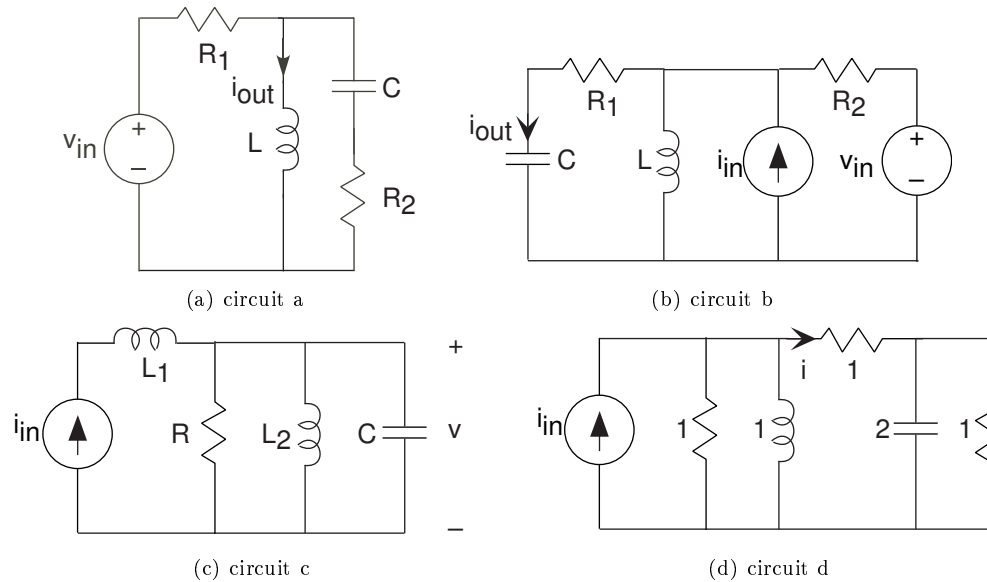 R1
iout
C
vin
+
−
L
R2
(a) circuit a
R1
R2
iout
C
L
iin
vin
+
−
(b) circuit b
L1
iin
R
L2
C
+
v
−
(c) circuit c
i
1
iin
1
1
2
1
(d) circuit d